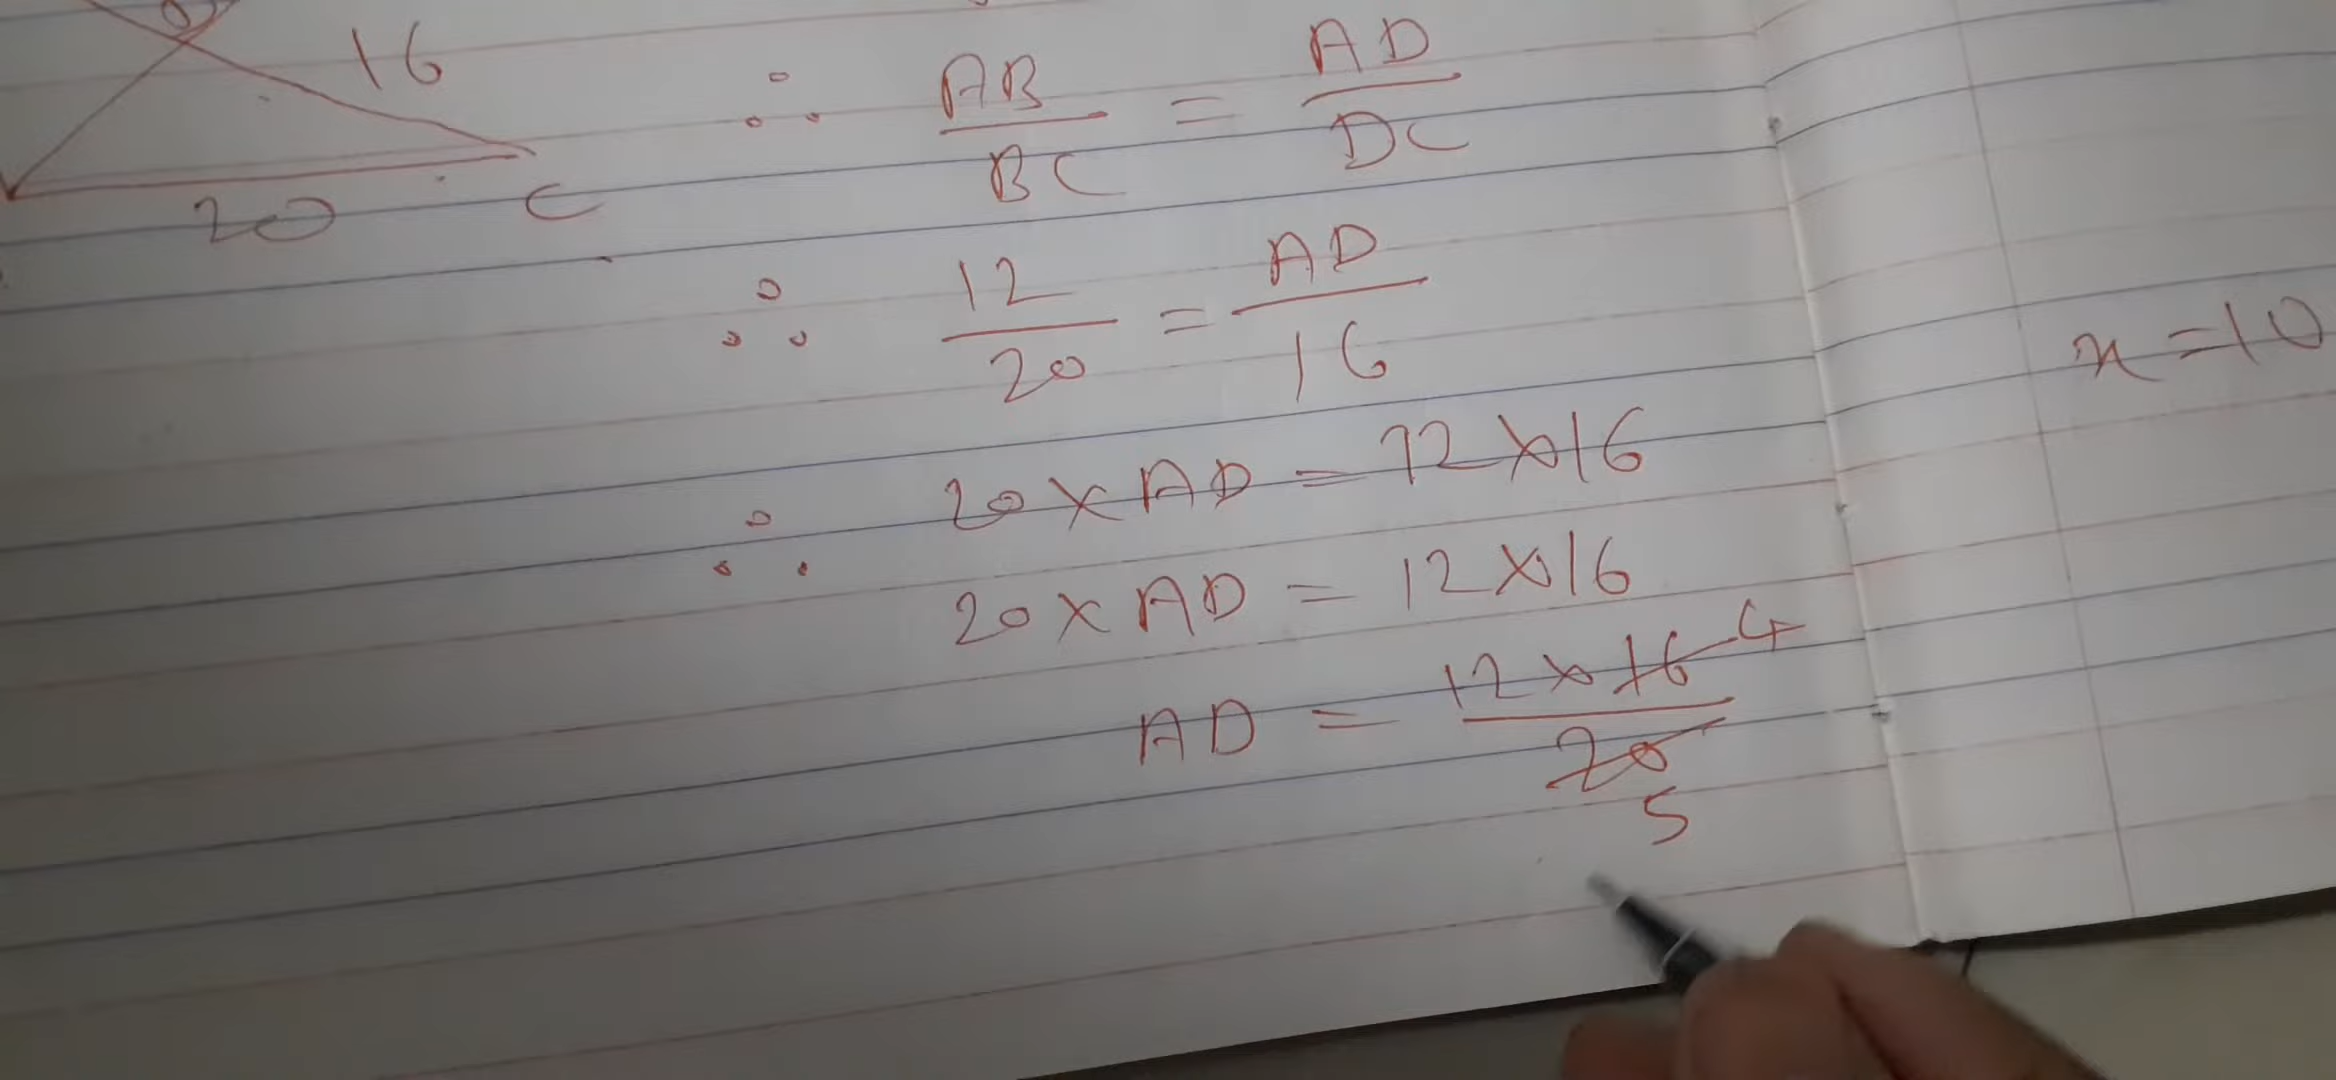 D
16
20
C
∴ AB/BC = AD/DC
∴ 12/20 = AD/16
∴ 20 × AD = 12 × 16
20 × AD = 12 × 16
AD = 12 × 16/20
4
5
x = 10